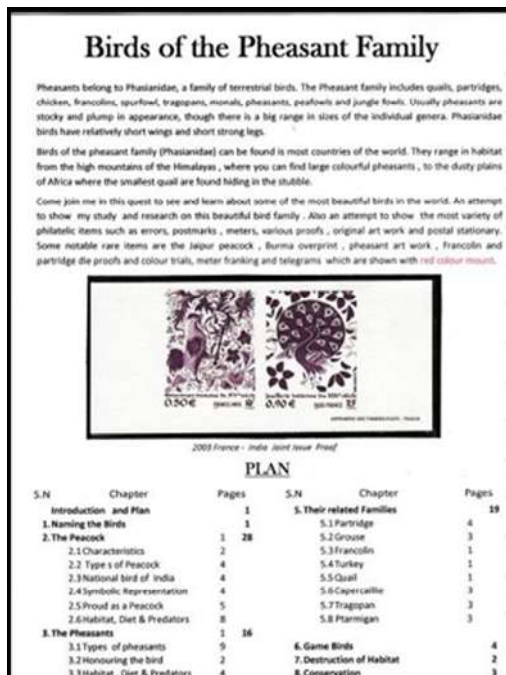 Birds of the Pheasant Family
Pheasants belong to Phasianidae, a family of terrestrial birds. The Pheasant family includes quails, partridges,
chicken, francolins, spurfowl, tragopans, monals, pheasants, peafowls and jungle fowls. Usually pheasants are
stocky and plump in appearance, though there is a big range in sizes of the individual genera. Phasianidae
birds have relatively short wings and short strong legs.
Birds of the pheasant family (Phasianidae) can be found is most countries of the world. They range in habitat
from the high mountains of the Himalayas , where you can find large colourful pheasants , to the dusty plains
of Africa where the smallest quail are found hiding in the stubble.
Come join me in this quest to see and learn about some of the most beautiful birds in the world. An attempt
to show my study and research on this beautiful bird family . Also an attempt to show the most variety of
philatelic items such as errors, postmarks , meters, various proofs , original art work and postal stationary.
Some notable rare items are the Jaipur peacock , Burma overprint , pheasant art work , Francolin and
partridge die proofs and colour trials, meter franking and telegrams which are shown with red colour mount.
0.50€ 0,90€
2003 France - India Joint Issue Proof
PLAN
S.N Chapter Pages S.N Chapter Pages
Introduction and Plan 1 5. Their related Families 19
1. Naming the Birds 1 5.1 Partridge 4
2. The Peacock 1 28 5.2 Grouse 3
2.1 Characteristics 2 5.3 Francolin 1
2.2 Type s of Peacock 4 5.4 Turkey 1
2.3 National bird of India 4 5.5 Quail 1
2.4 Symbolic Representation 4 5.6 Capercaillie 3
2.5 Proud as a Peacock 5 5.7 Tragopan 3
2.6 Habitat, Diet & Predators 8 5.8 Ptarmigan 3
3. The Pheasants 1 16
3.1 Types of pheasants 9 6. Game Birds 4
3.2 Honouring the bird 2 7. Destruction of Habitat 2
3.3 Habitat , Diet & Predators 4 8. Conservation 3